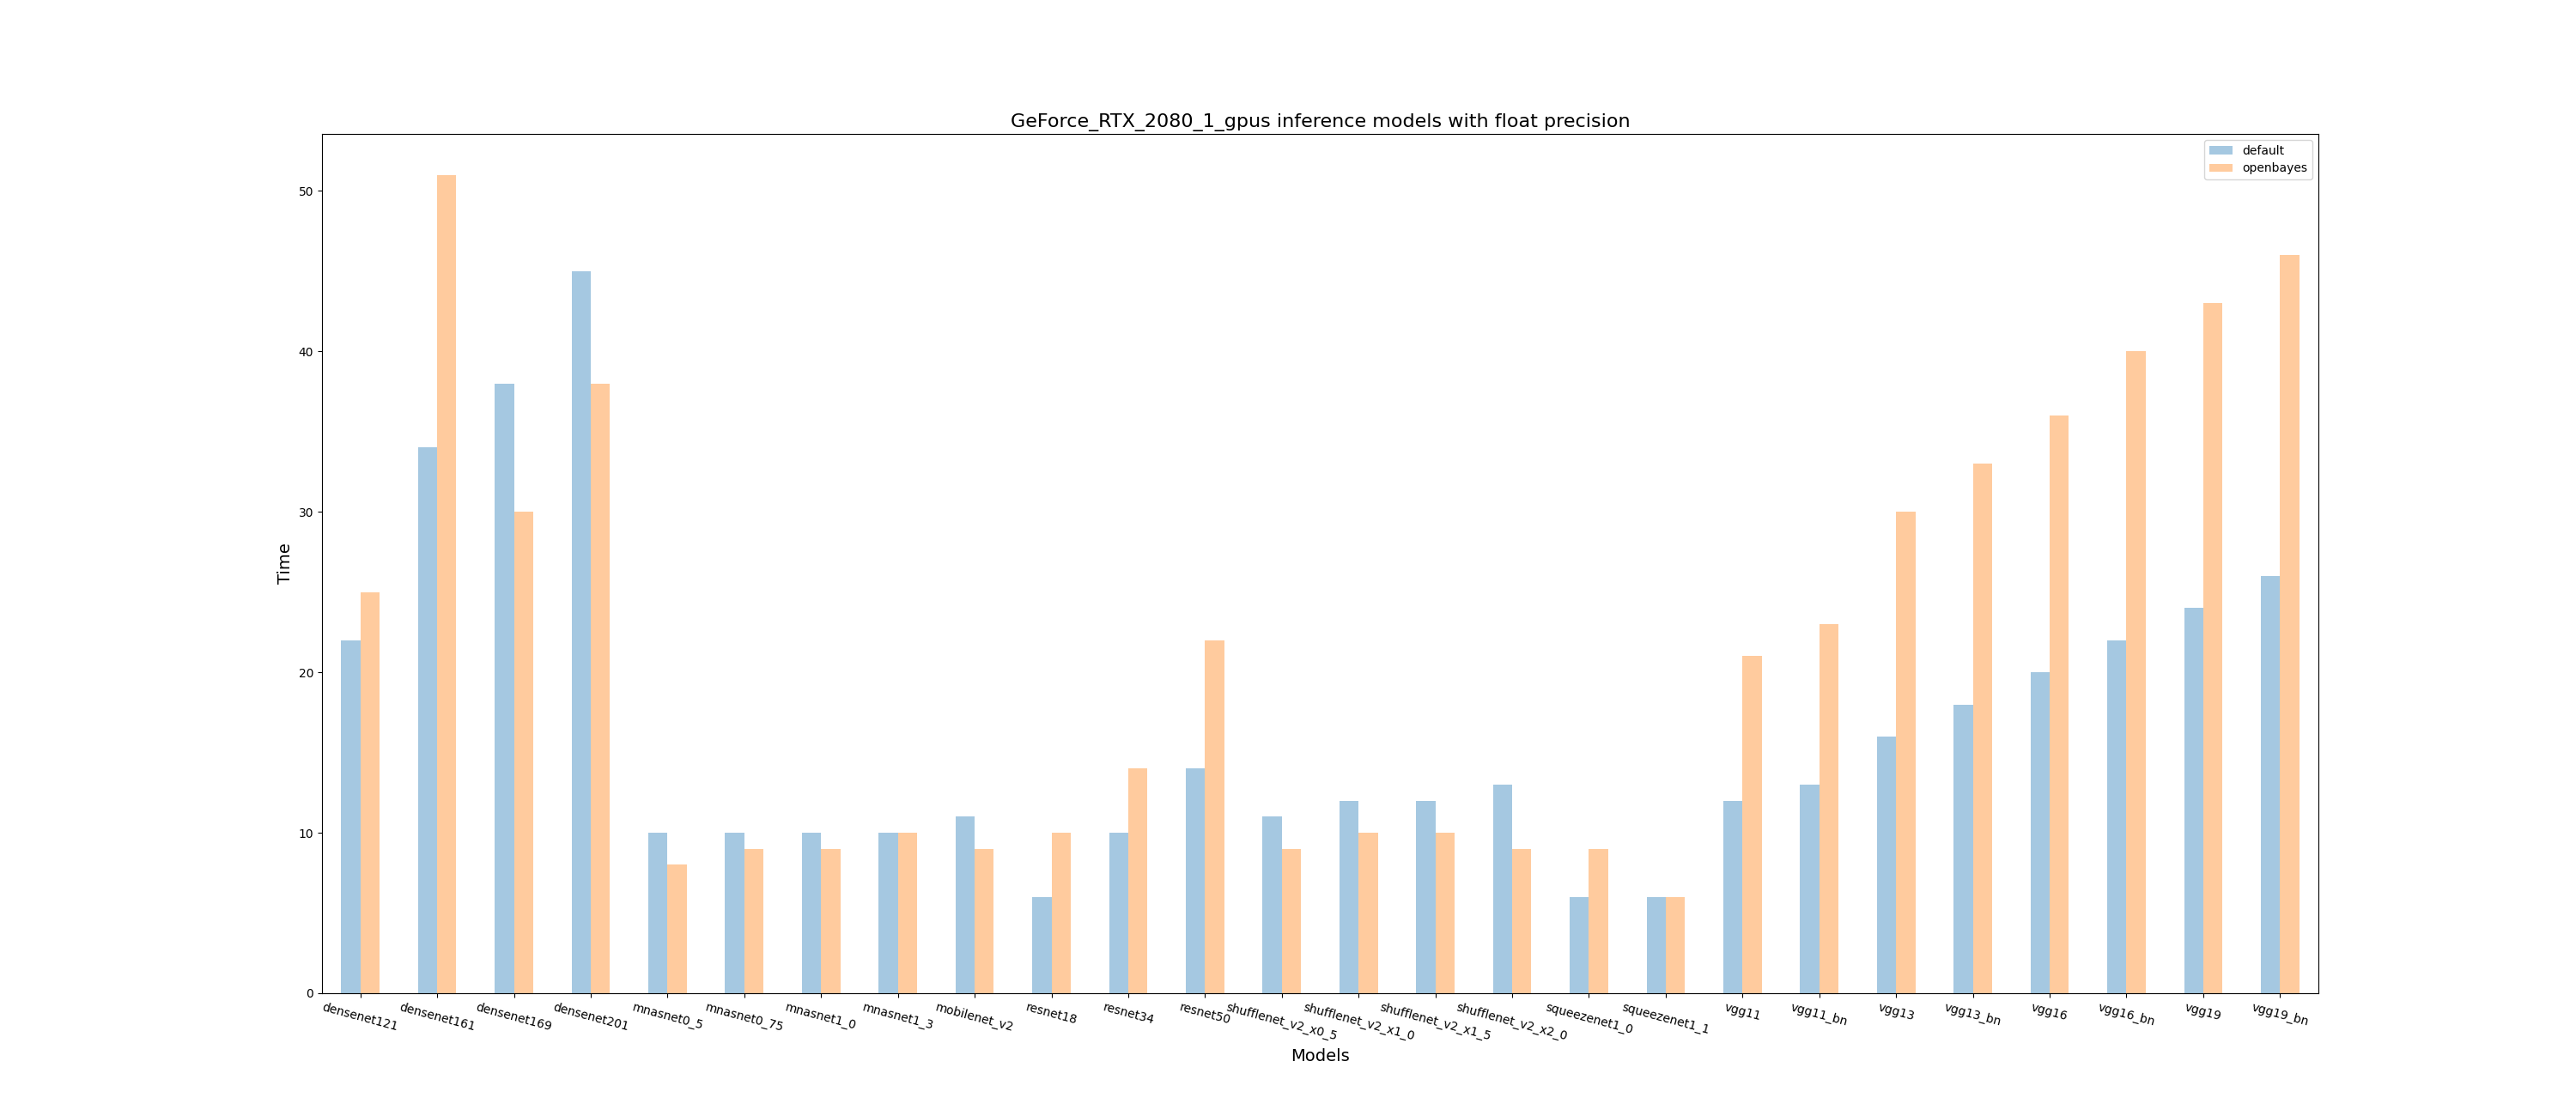 GeForce_RTX_2080_1_gpus inference models with float precision
default
openbayes
50
40
30
20
10
0
Time
densenet121
densenet161
densenet169
densenet201
mnasnet0_5
mnasnet0_75
mnasnet1_0
mnasnet1_3
mobilenet_v2
resnet18
resnet34
resnet50
shufflenet_v2_x0_5
shufflenet_v2_x1_0
shufflenet_v2_x1_5
shufflenet_v2_x2_0
squeezenet1_0
squeezenet1_1
vgg11
vgg11_bn
vgg13
vgg13_bn
vgg16
vgg16_bn
vgg19
vgg19_bn
Models